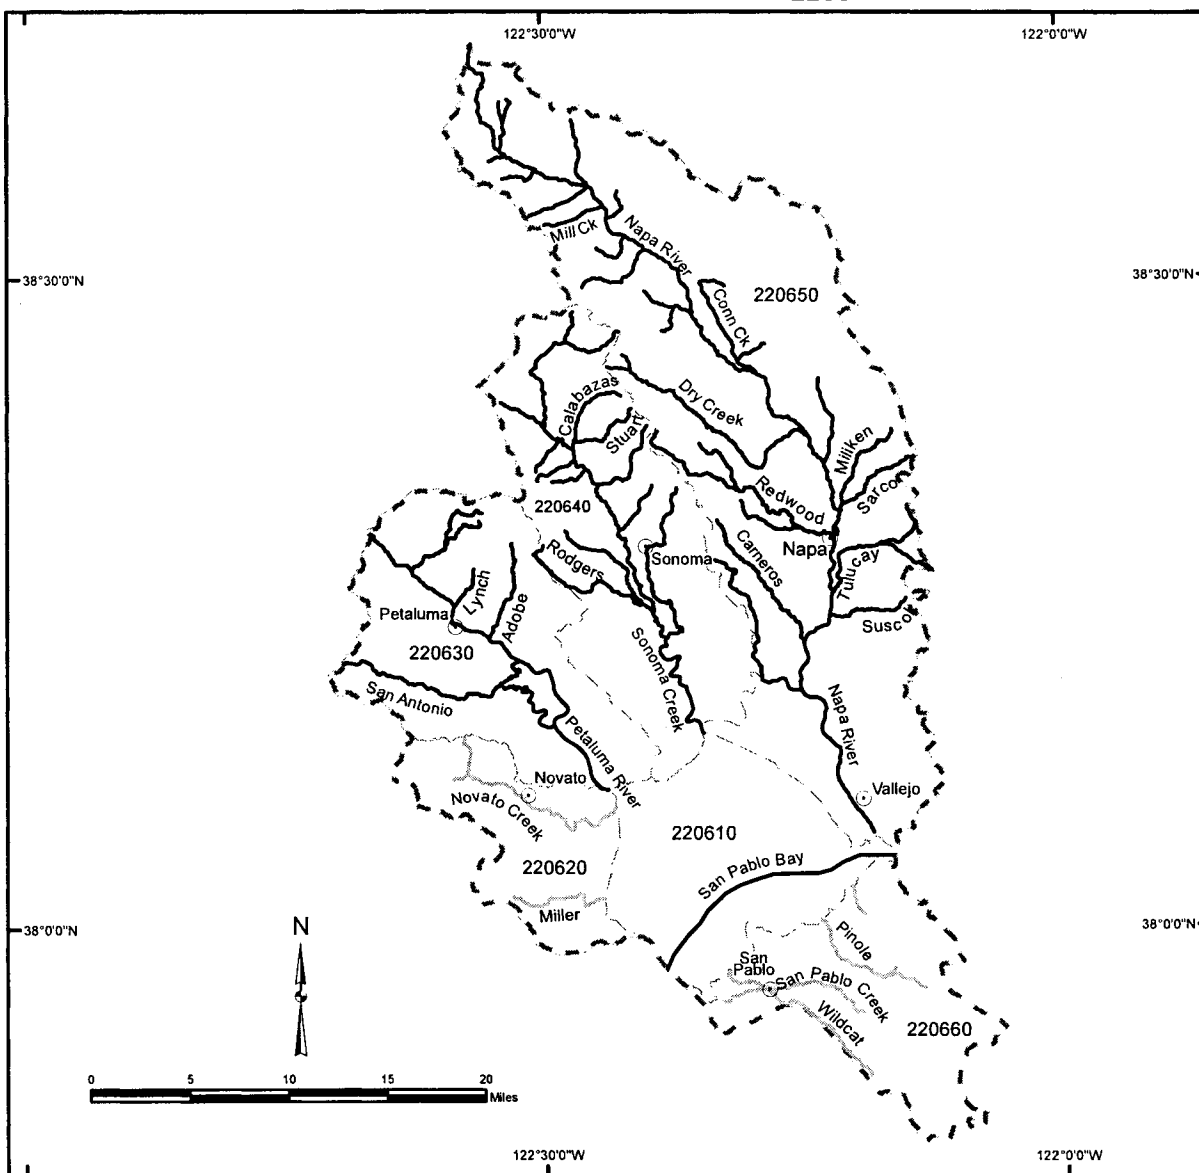 122°30'0"W
122°0'0"W
38°30'0"N
38°30'0"N
Mill Ck
Napa River
Conn Ck
220650
Calabazas
Dry Creek
Stuart
Miliken
Sarco
Redwood
220640
Napa
Carneros
Sonoma
Rodgers
Tulucay
Suscol
Lynch
Adobe
Petaluma
220630
Sonoma Creek
San Antonio
Petaluma River
Napa River
Novato
Vallejo
Novato Creek
220610
220620
San Pablo Bay
Miller
38°0'0"N
38°0'0"N
N
Pinole
San
Pablo
San Pablo Creek
Wildcat
220660
0 5 10 15 20
Miles
122°30'0"W
122°0'0"W